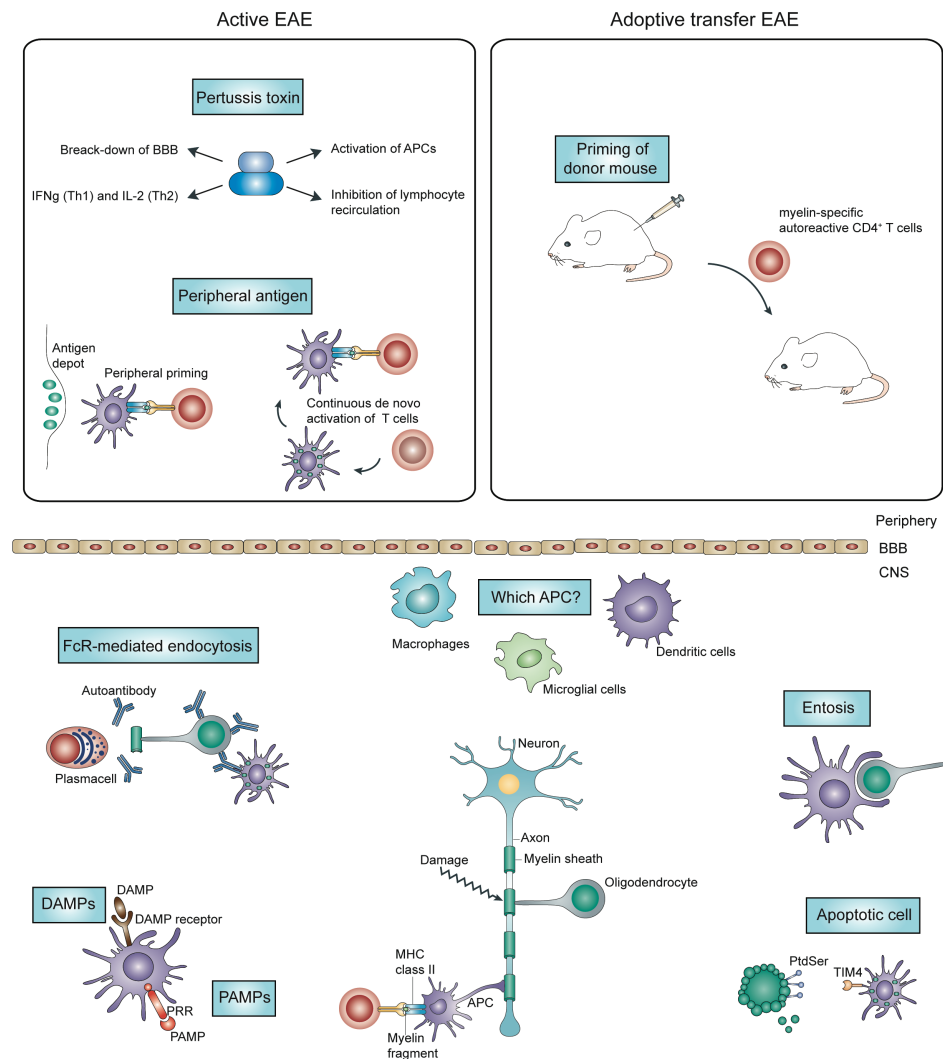 Active EAE
Adoptive transfer EAE
Pertussis toxin
Breack-down of BBB
Activation of APCs
IFNg (Th1) and IL-2 (Th2)
Inhibition of lymphocyte
recirculation
Priming of
donor mouse
myelin-specific
autoreactive CD4⁺ T cells
Peripheral antigen
Antigen
depot
Peripheral priming
Continuous de novo
activation of T cells
Periphery
BBB
CNS
Which APC?
Macrophages
Dendritic cells
Microglial cells
FcR-mediated endocytosis
Autoantibody
Plasmacell
Entosis
Neuron
Axon
Myelin sheath
Damage
Oligodendrocyte
DAMPs
DAMP
DAMP receptor
PAMPs
PRR
PAMP
MHC
class II
APC
Myelin
fragment
Apoptotic cell
PtdSer
TIM4